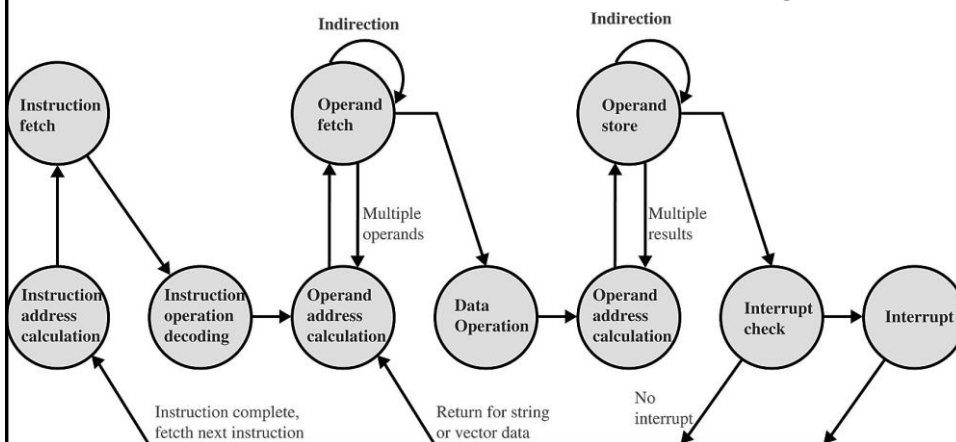 Indirection
Indirection
Instruction
fetch
Operand
fetch
Operand
store
Multiple
operands
Multiple
results
Instruction
address
calculation
Instruction
operation
decoding
Operand
address
calculation
Data
Operation
Operand
address
calculation
Interrupt
check
Interrupt
Instruction complete,
fetcth next instruction
Return for string
or vector data
No
interrupt